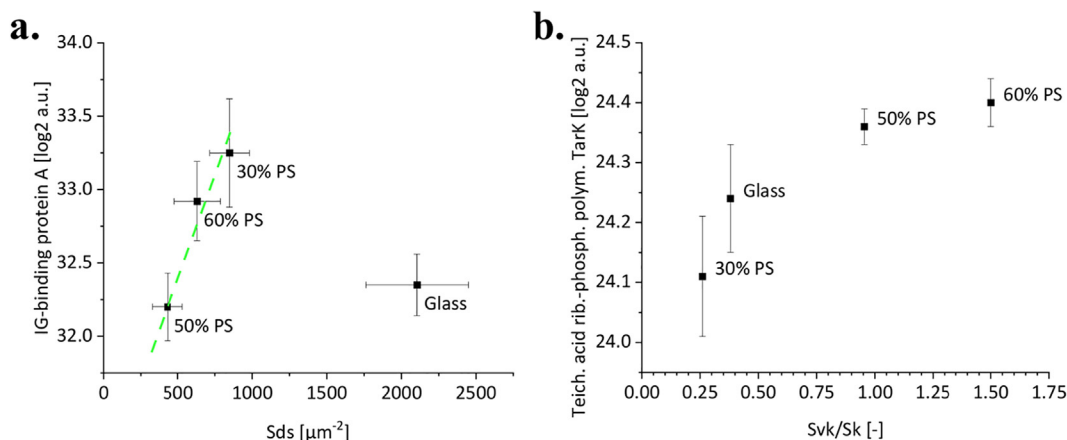 a.
IG-binding protein A [log2 a.u.]
34.0
33.5
33.0
32.5
32.0
30% PS
60% PS
50% PS
Glass
0
500
1000
1500
2000
2500
Sds [µm⁻²]
b.
Teich. acid rib.-phosph. polym. TarK [log2 a.u.]
24.5
24.4
24.3
24.2
24.1
24.0
60% PS
50% PS
Glass
30% PS
0.00
0.25
0.50
0.75
1.00
1.25
1.50
1.75
Svk/Sk [-]